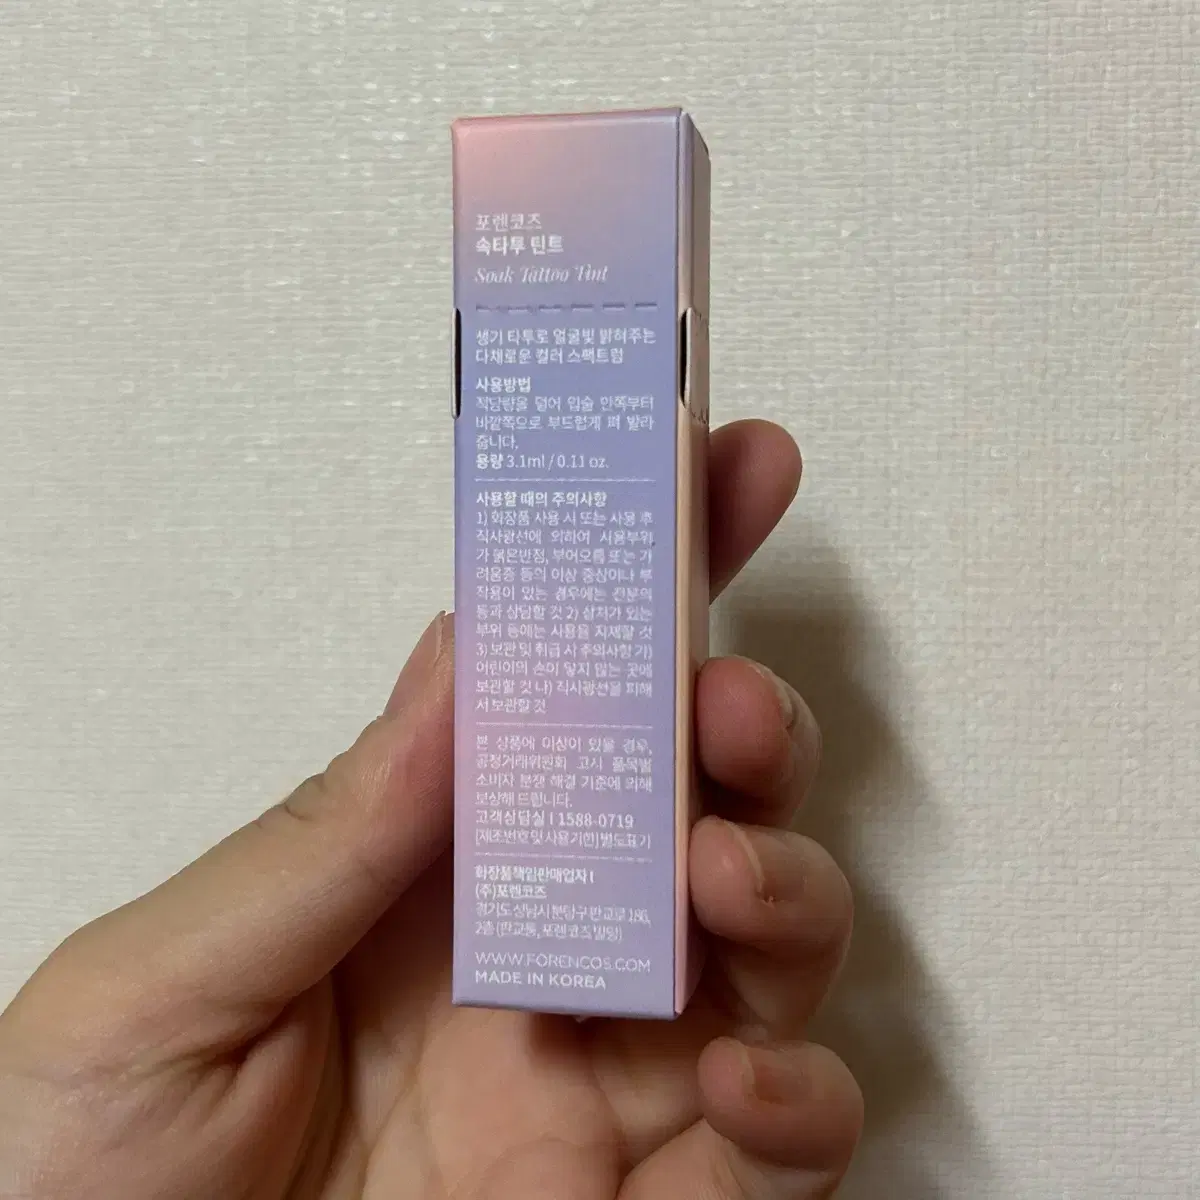 포렌코즈
속타투 틴트
Soak Tattoo Tint
생기 타투로 얼굴빛 밝혀주는
다채로운 컬러 스펙트럼
사용방법
적당량을 덜어 입술 안쪽부터
바깥쪽으로 부드럽게 펴 발라
줍니다.
용량 3.1ml / 0.11 oz.
사용할 때의 주의사항
1) 화장품 사용 시 또는 사용 후
직사광선에 의하여 사용부위
가 붉은반점, 부어오름 또는 가
려움증 등의 이상 증상이나 부
작용이 있는 경우에는 전문의
등과 상담할 것 2) 상처가 있는
부위 등에는 사용을 자제할 것
3) 보관 및 취급 시 주의사항 가)
어린이의 손이 닿지 않는 곳에
보관할 것 나) 직사광선을 피해
서 보관할 것
본 상품에 이상이 있을 경우,
공정거래위원회 고시 품목별
소비자 분쟁 해결 기준에 의해
보상해 드립니다.
고객상담실 I 1588-0719
[제조번호 및 사용기한] 별도표기
화장품책임판매업자 I
(주)포렌코즈
경기도 성남시 분당구 판교로 186,
2층 (판교동, 포렌코즈 빌딩)
WWW.FORENCOS.COM
MADE IN KOREA